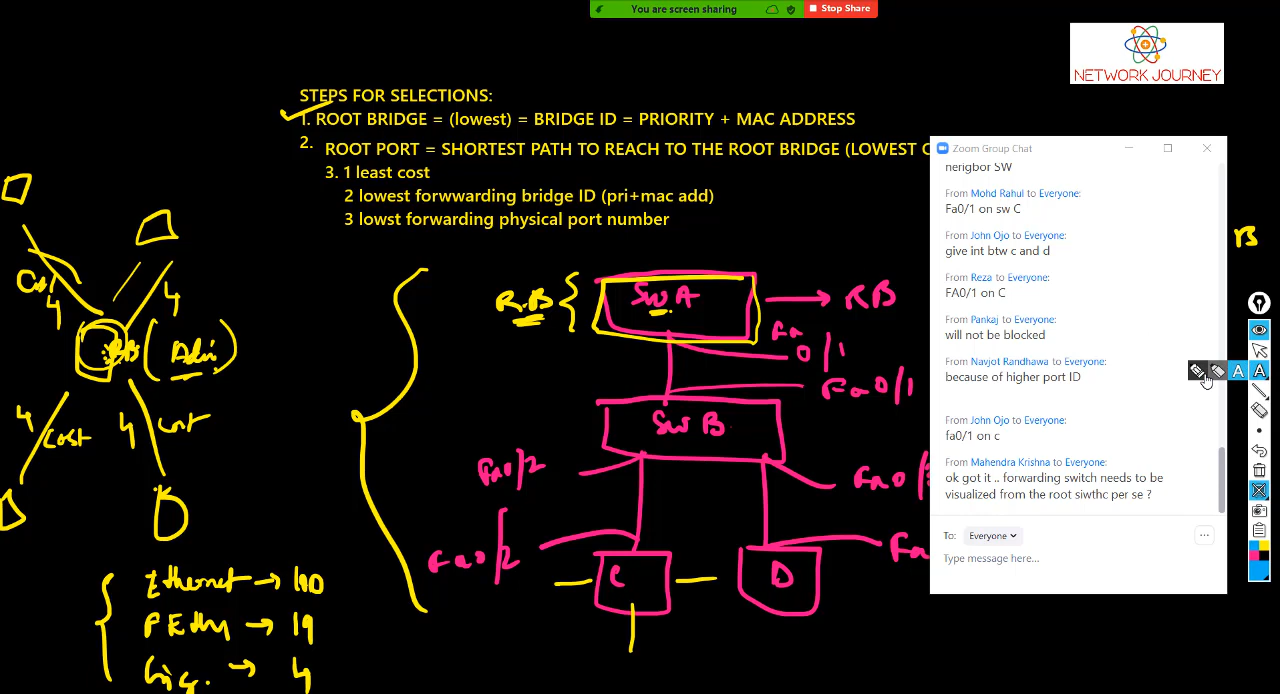 You are screen sharing
Stop Share
NETWORK JOURNEY
STEPS FOR SELECTIONS:
1. ROOT BRIDGE = (lowest) = BRIDGE ID = PRIORITY + MAC ADDRESS
2. ROOT PORT = SHORTEST PATH TO REACH TO THE ROOT BRIDGE (LOWEST C
3. 1 least cost
2 lowest forwwarding bridge ID (pri+mac add)
3 lowst forwarding physical port number
Zoom Group Chat
nerigbor SW
From Mohd Rahul to Everyone:
Fa0/1 on sw C
From John Ojo to Everyone:
give int btw c and d
From Reza to Everyone:
FA0/1 on C
From Pankaj to Everyone:
will not be blocked
From Navjot Randhawa to Everyone:
because of higher port ID
From John Ojo to Everyone:
fa0/1 on c
From Mahendra Krishna to Everyone:
ok got it .. forwarding switch needs to be
visualized from the root siwthc per se ?
To: Everyone
Type message here...
A
A
R.B
SW A
RB
Fa
0/1
Fa0/1
SW B
Fa0/2
Fa0/
Fa0/2
Fa
C
D
4
4
RB
4
cost
4
cost
Ethernet → 100
F Eth → 19
Gig. → 4